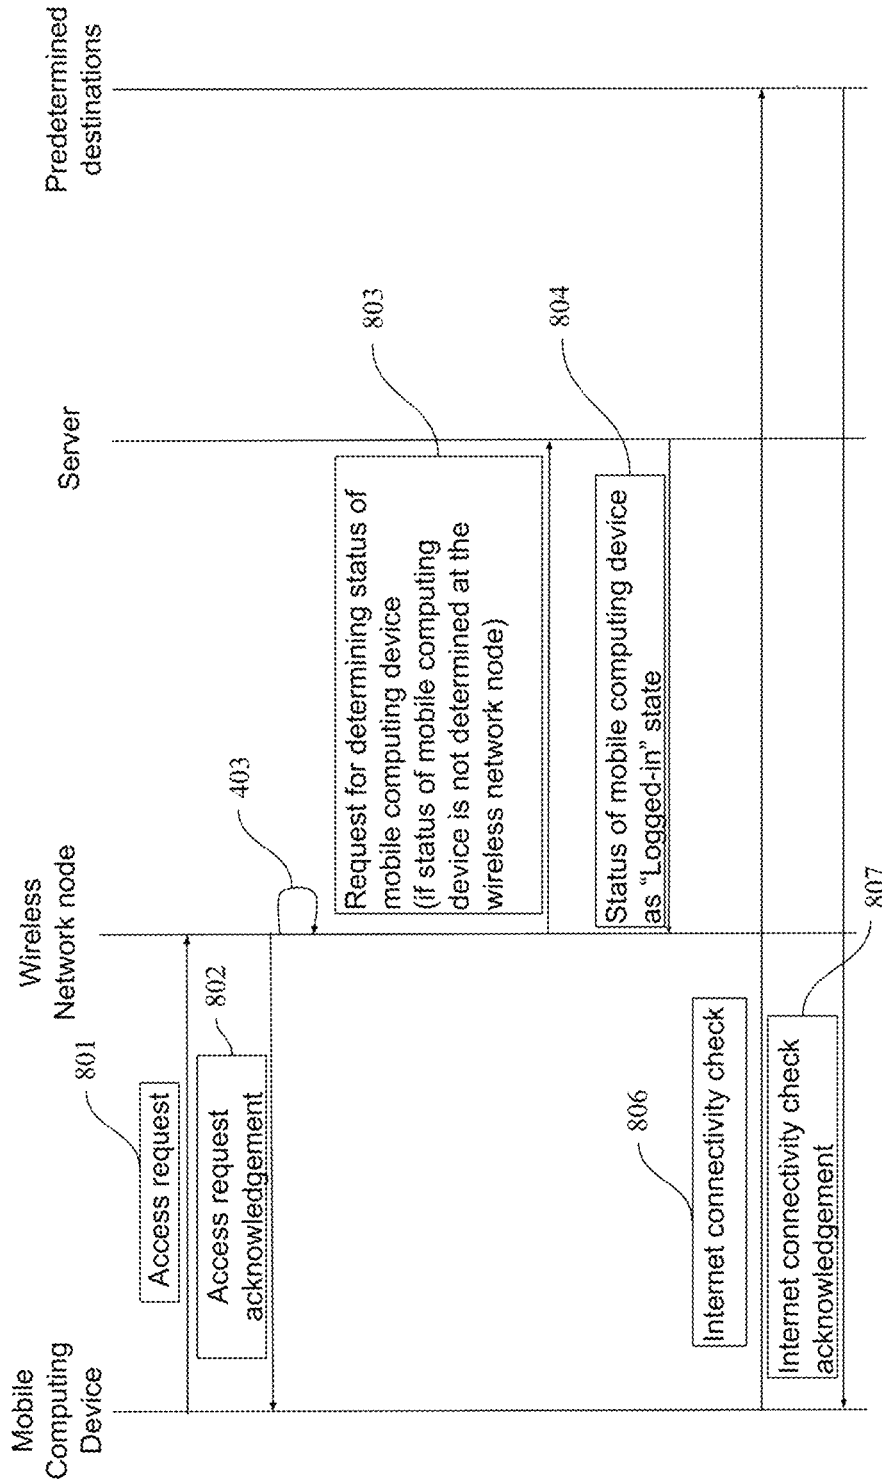 Mobile
Computing
Device
Wireless
Network node
Server
Predetermined
destinations
801
Access request
802
Access request
acknowledgement
403
803
Request for determining status of
mobile computing device
(if status of mobile computing
device is not determined at the
wireless network node)
804
Status of mobile computing device
as “Logged-in” state
806
Internet connectivity check
807
Internet connectivity check
acknowledgement